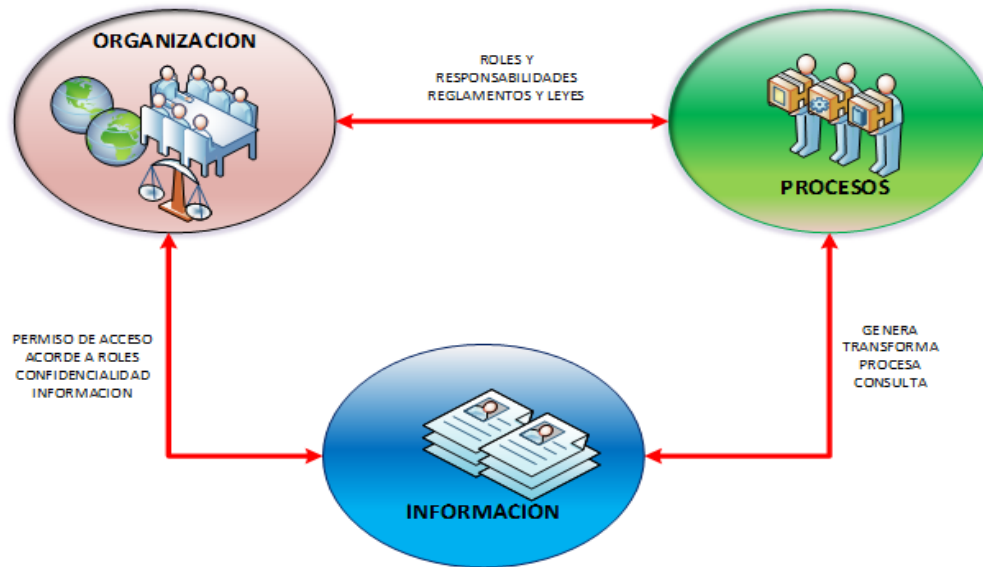 ORGANIZACION
ROLES Y
RESPONSABILIDADES
REGLAMENTOS Y LEYES
PROCESOS
PERMISO DE ACCESO
ACORDE A ROLES
CONFIDENCIALIDAD
INFORMACION
GENERA
TRANSFORMA
PROCESA
CONSULTA
INFORMACION